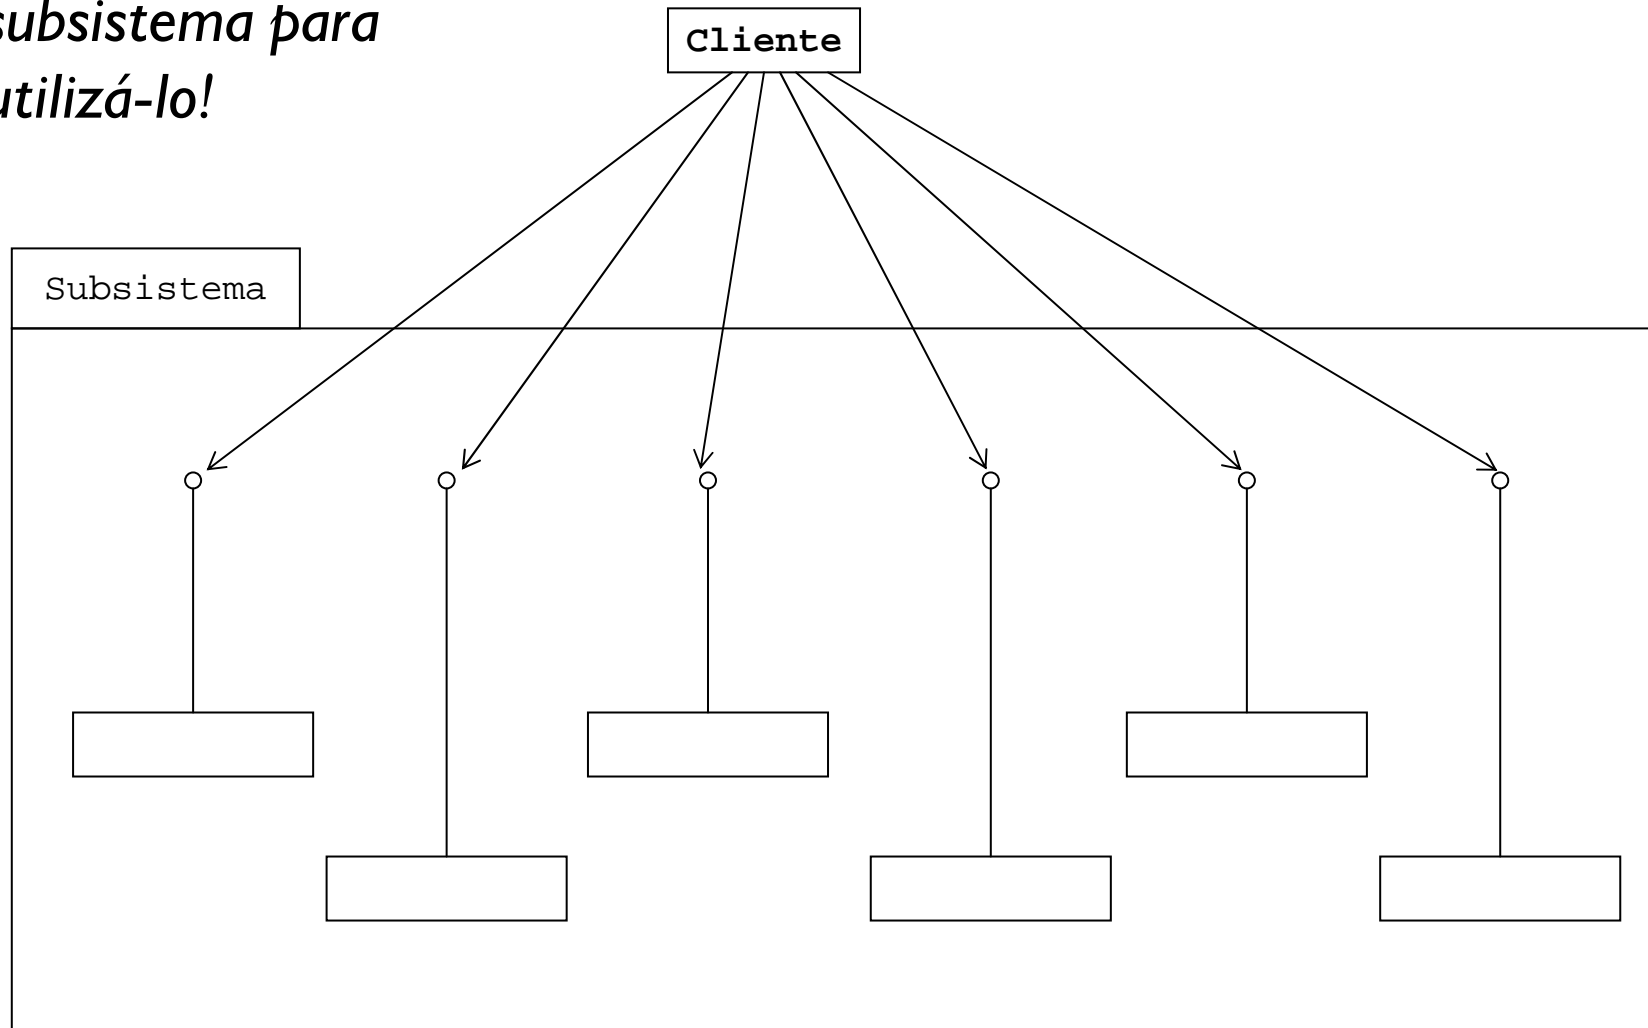 subsistema para
utilizá-lo!
Cliente
Subsistema